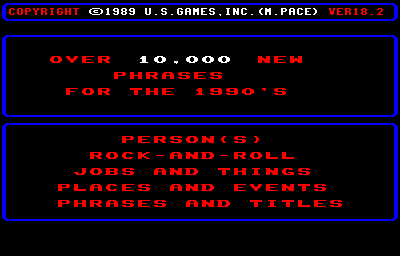 COPYRIGHT ©1989 U.S.GAMES,INC.(M.PACE) VER18.2
OVER 10,000 NEW
PHRASES
FOR THE 1990'S
PERSON(S)
ROCK-AND-ROLL
JOBS AND THINGS
PLACES AND EVENTS
PHRASES AND TITLES